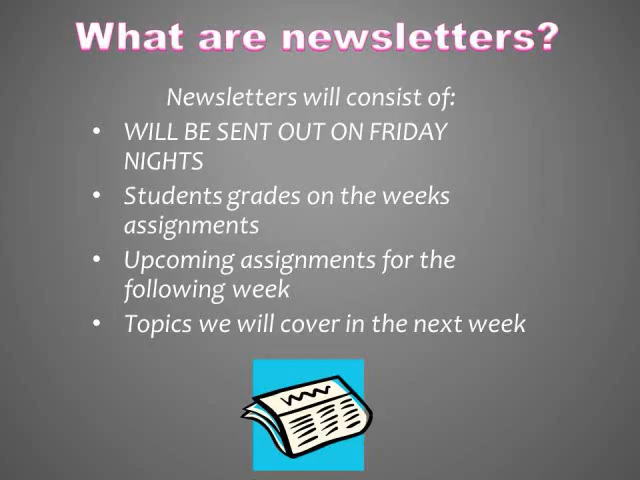 What are newsletters?
Newsletters will consist of:
• WILL BE SENT OUT ON FRIDAY
NIGHTS
• Students grades on the weeks
assignments
• Upcoming assignments for the
following week
• Topics we will cover in the next week